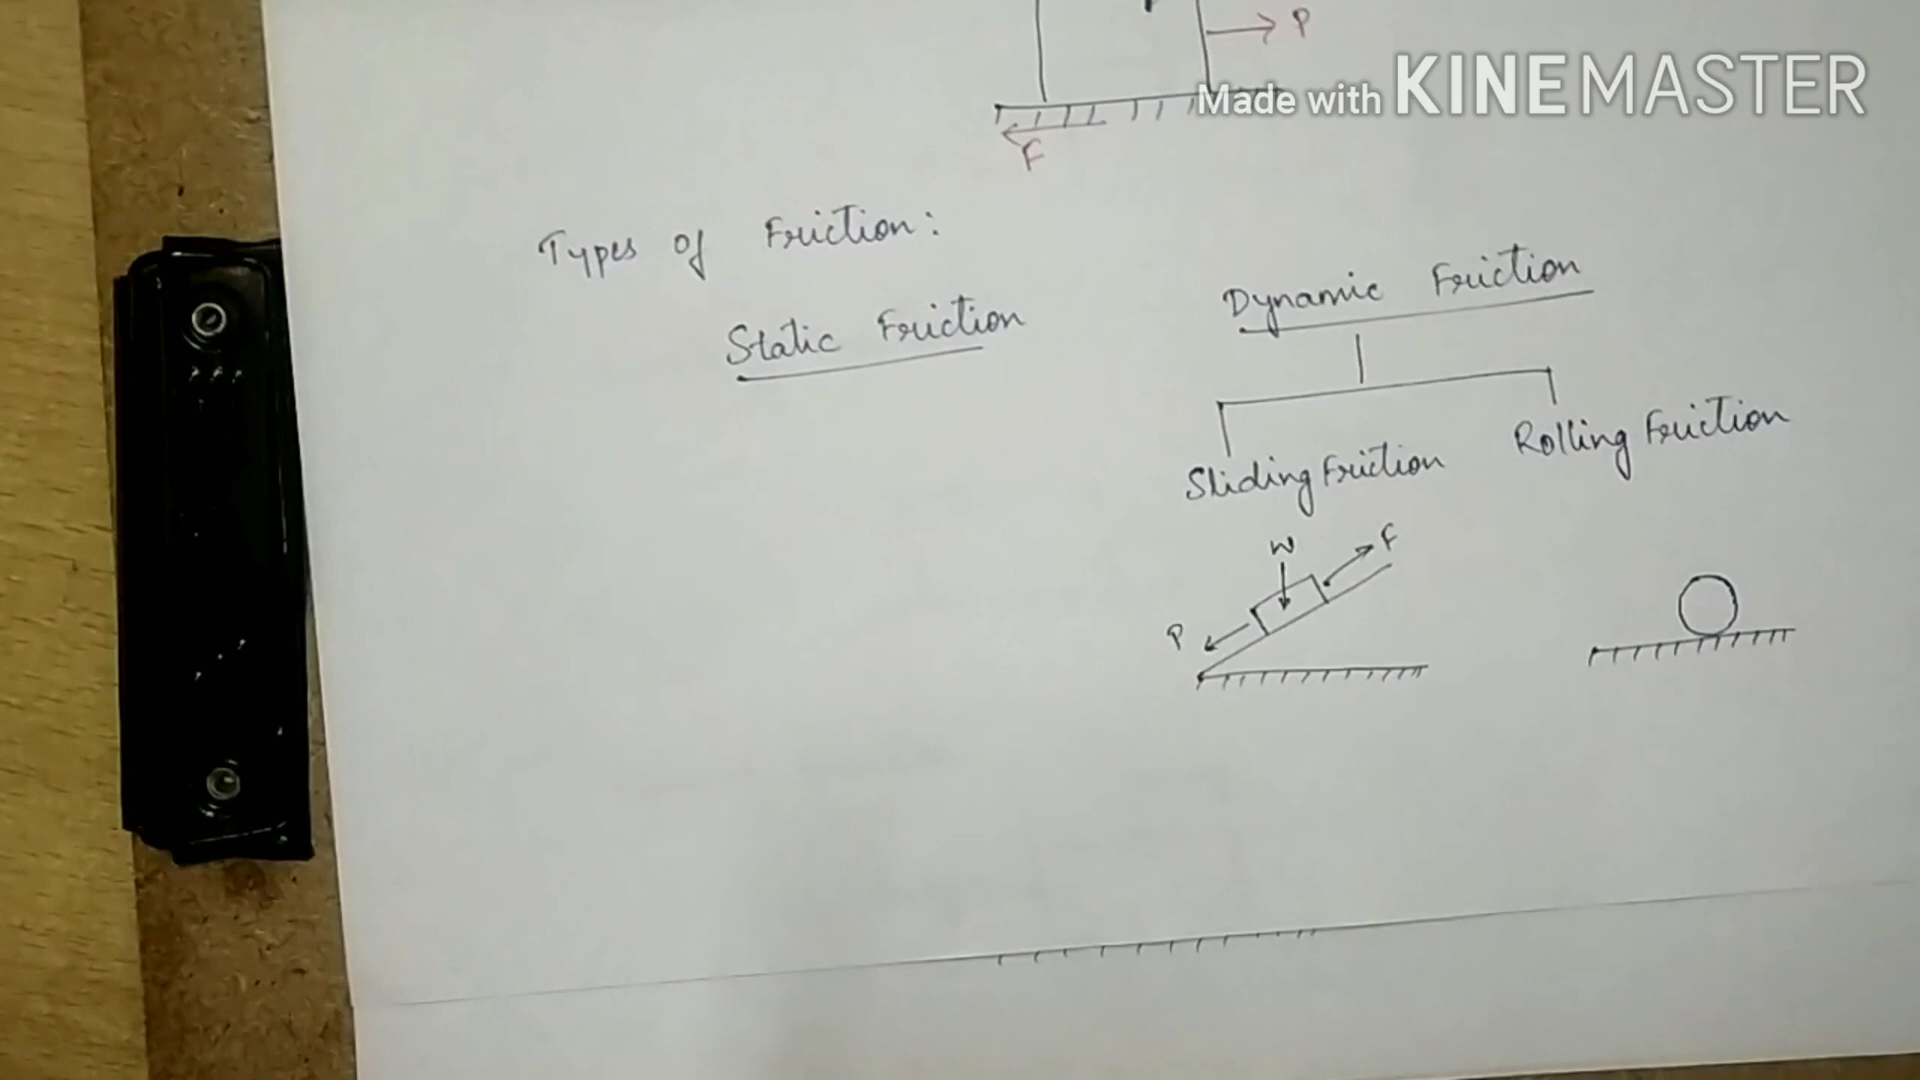 P
Made with KINEMASTER
F
Types of Friction:
Static Friction
Dynamic Friction
Sliding Friction
Rolling Friction
W
F
P